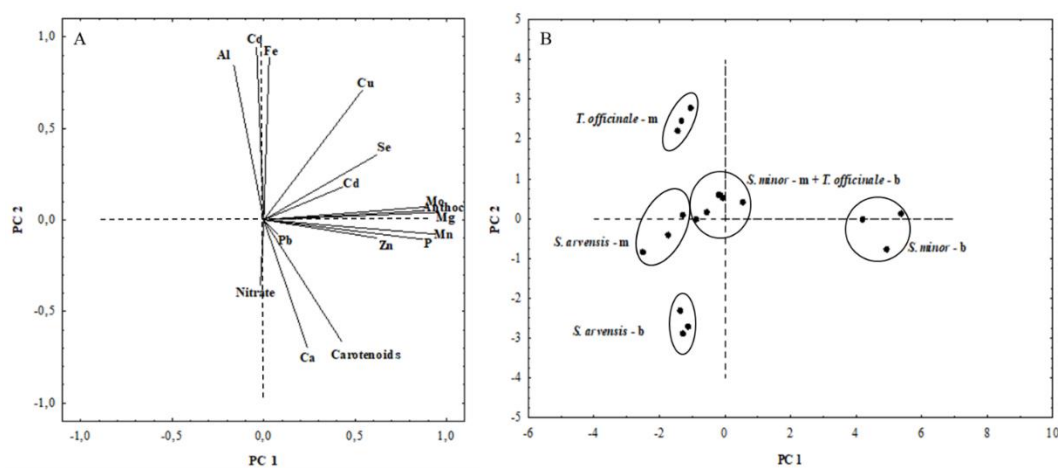 A
1,0
0,5
0,0
-0,5
-1,0
PC 2
Al
Fe
Cu
Se
Cd
Mo
Anthoc
Mg
Mn
P
Zn
Pb
Nitrate
Ca
Carotenoids
-1,0
-0,5
0,0
0,5
1,0
PC 1
B
5
4
3
2
1
0
-1
-2
-3
-4
-5
PC 2
T. officinale - m
S. minor - m + T. officinale - b
S. arvensis - m
S. minor - b
S. arvensis - b
-6
-4
-2
0
2
4
6
8
10
PC 1